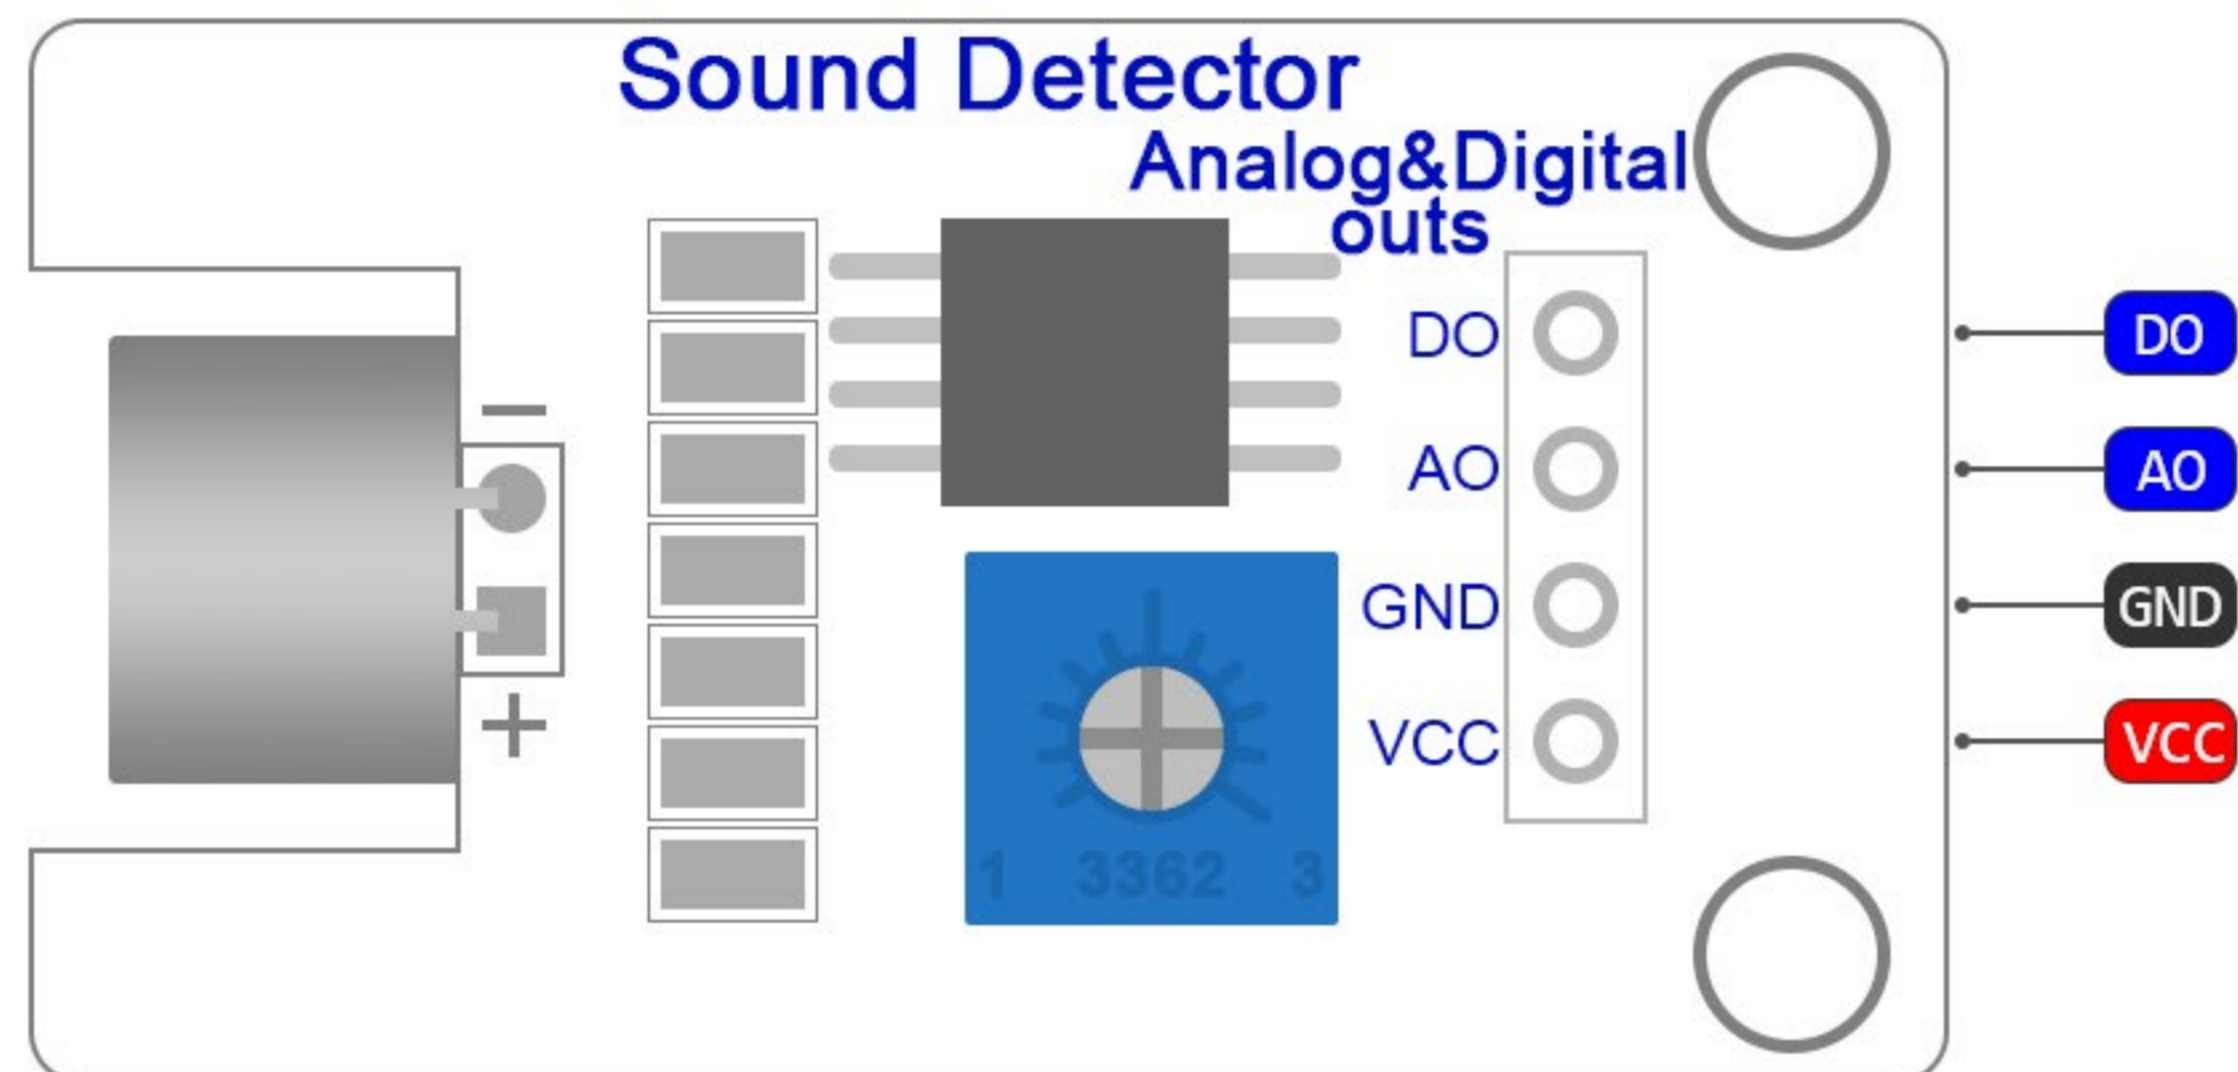 Sound Detector
Analog&Digital
outs
DO
DO
AO
AO
−
GND
GND
+
VCC
VCC
1 3362 3